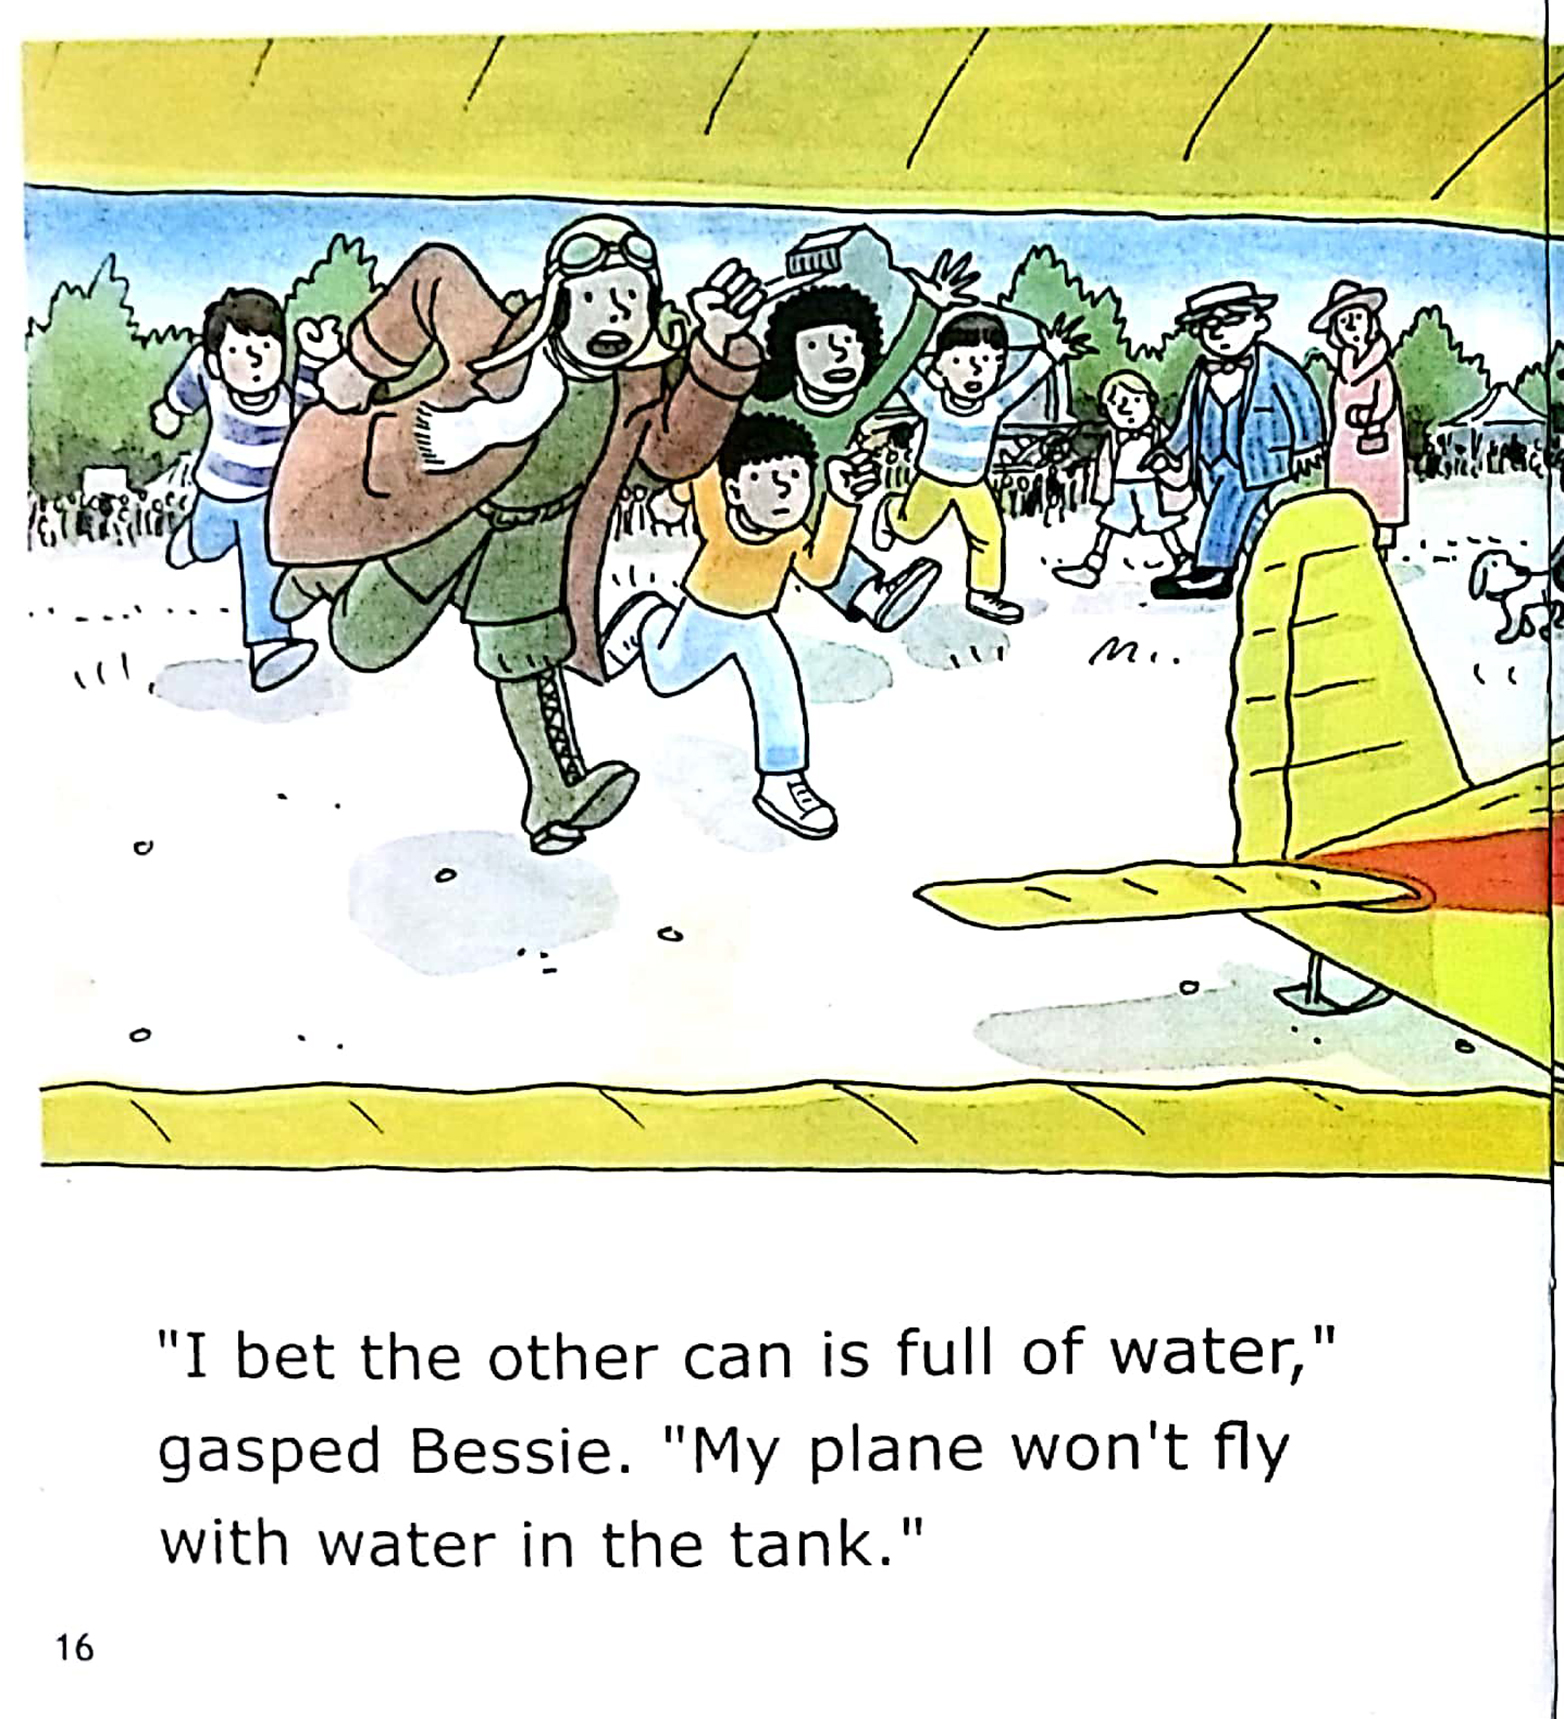 "I bet the other can is full of water,"
gasped Bessie. "My plane won't fly
with water in the tank."
16